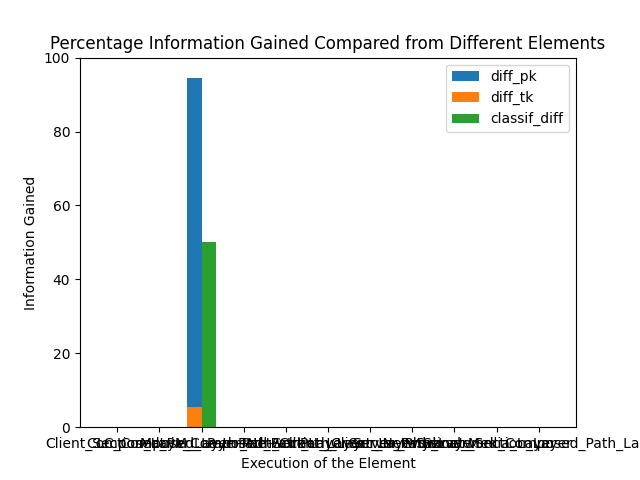 Percentage Information Gained Compared from Different Elements
100
80
60
40
20
0
Information Gained
diff_pk
diff_tk
classif_diff
Execution of the Element